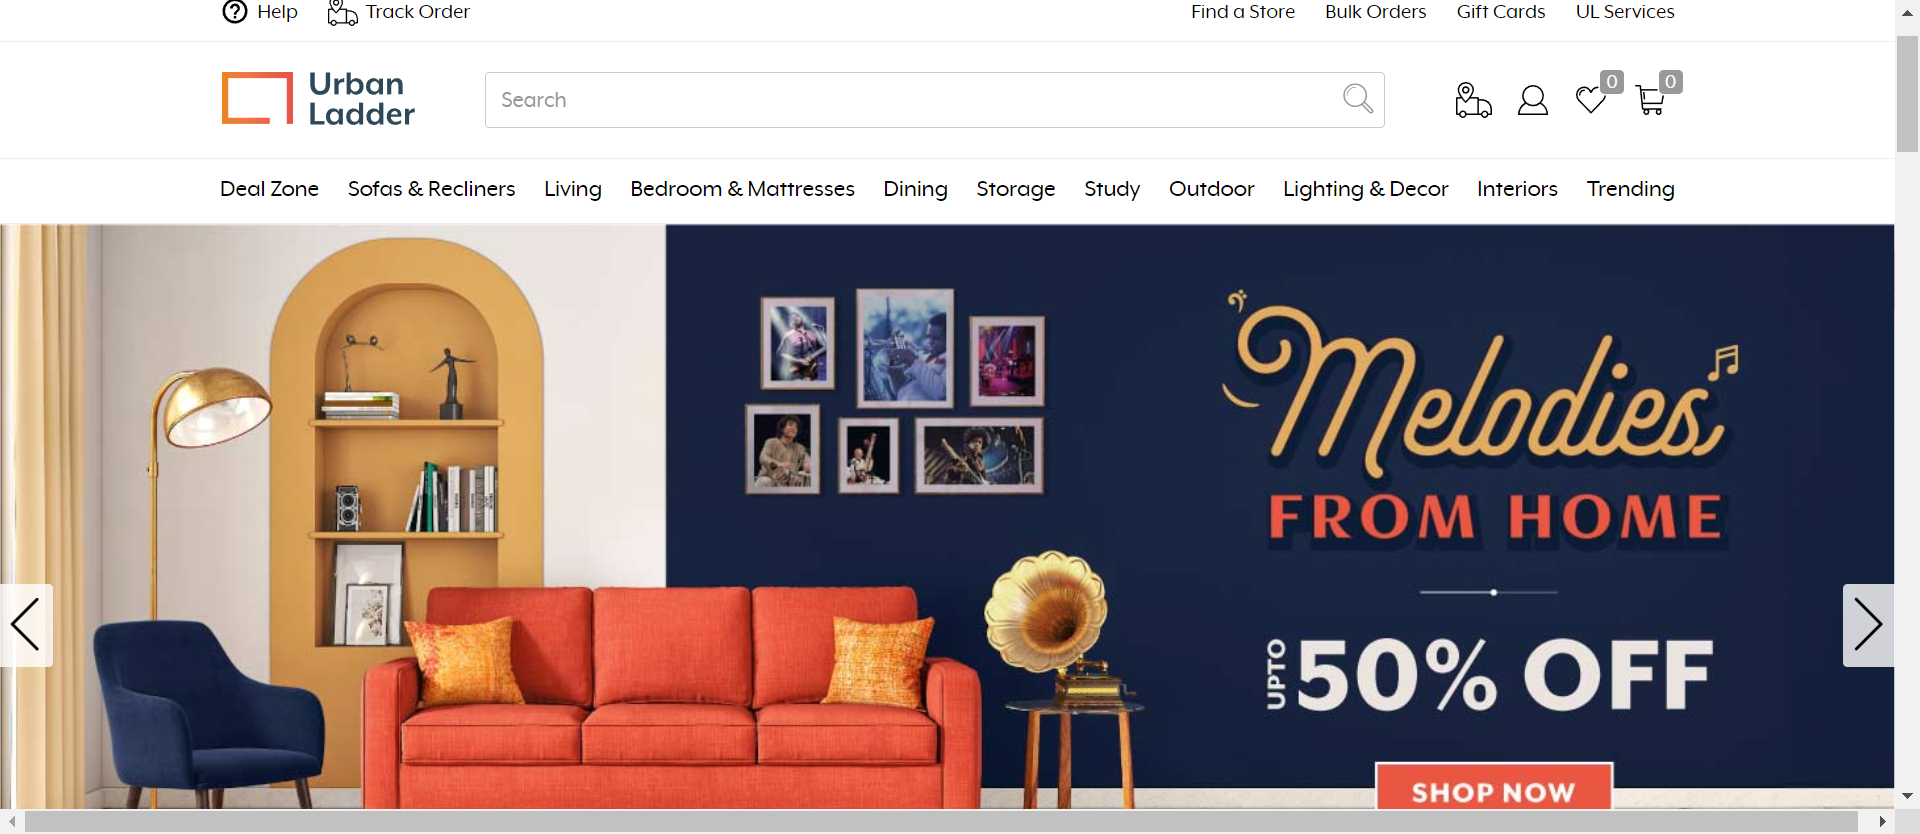 Help Track Order Find a Store Bulk Orders Gift Cards UL Services
Urban
Ladder
Search
0 0
Deal Zone Sofas & Recliners Living Bedroom & Mattresses Dining Storage Study Outdoor Lighting & Decor Interiors Trending
Melodies
FROM HOME
UPTO 50% OFF
SHOP NOW